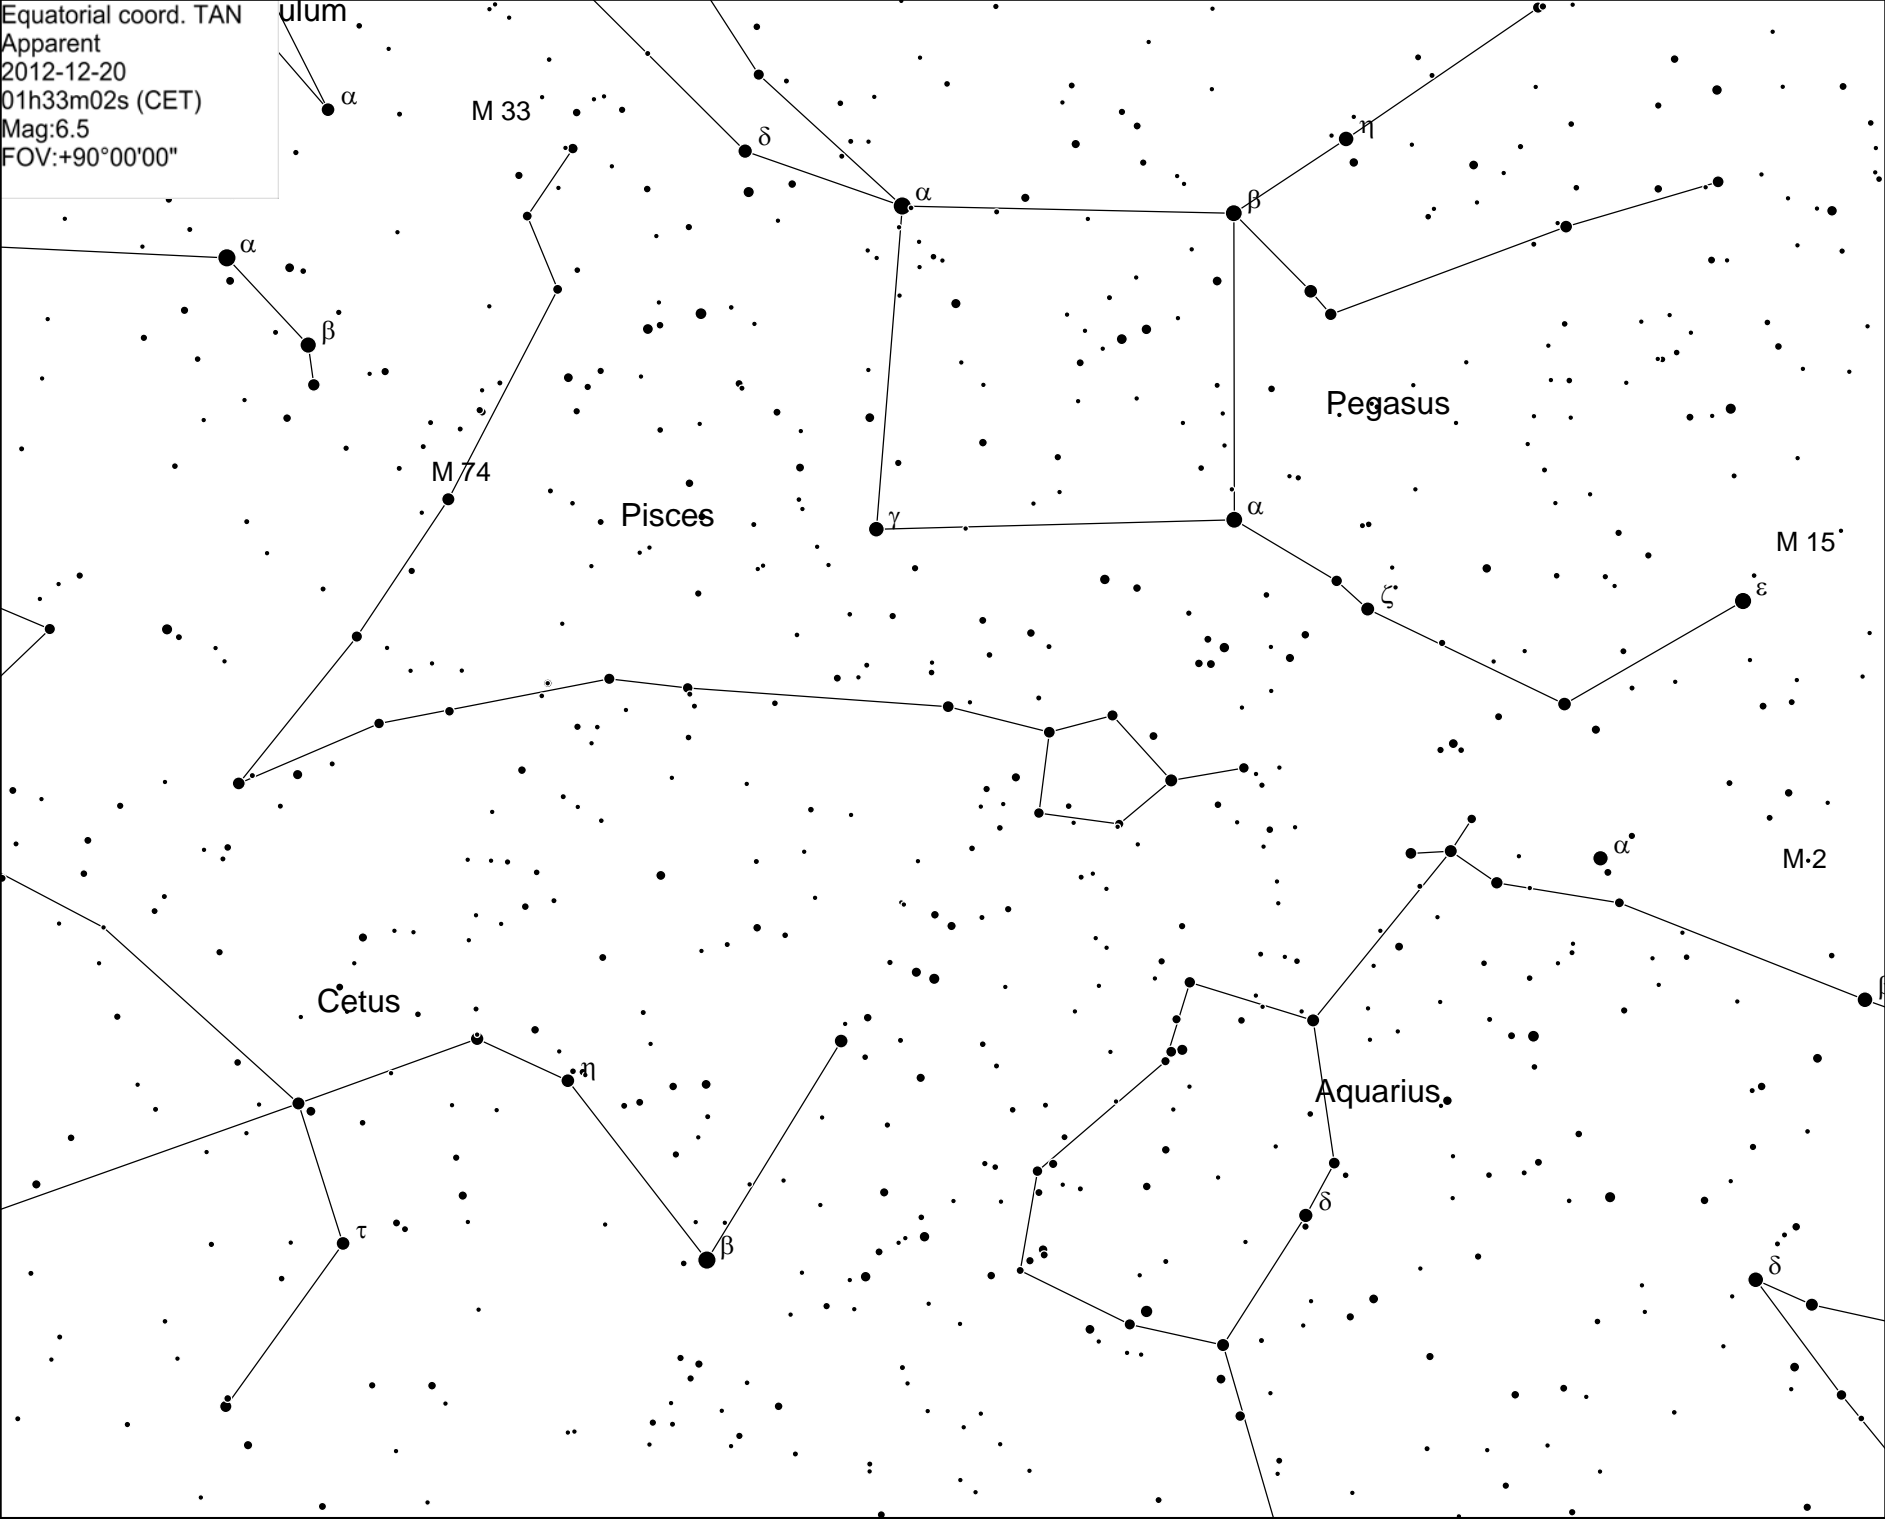 Equatorial coord. TAN
Apparent
2012-12-20
01h33m02s (CET)
Mag:6.5
FOV:+90°00'00"
ulum
α
M 33
δ
α
β
η
α
β
Pegasus
M 74
Pisces
γ
α
M 15
ζ
ε
α
M 2
β
Cetus
η
Aquarius
τ
β
δ
δ